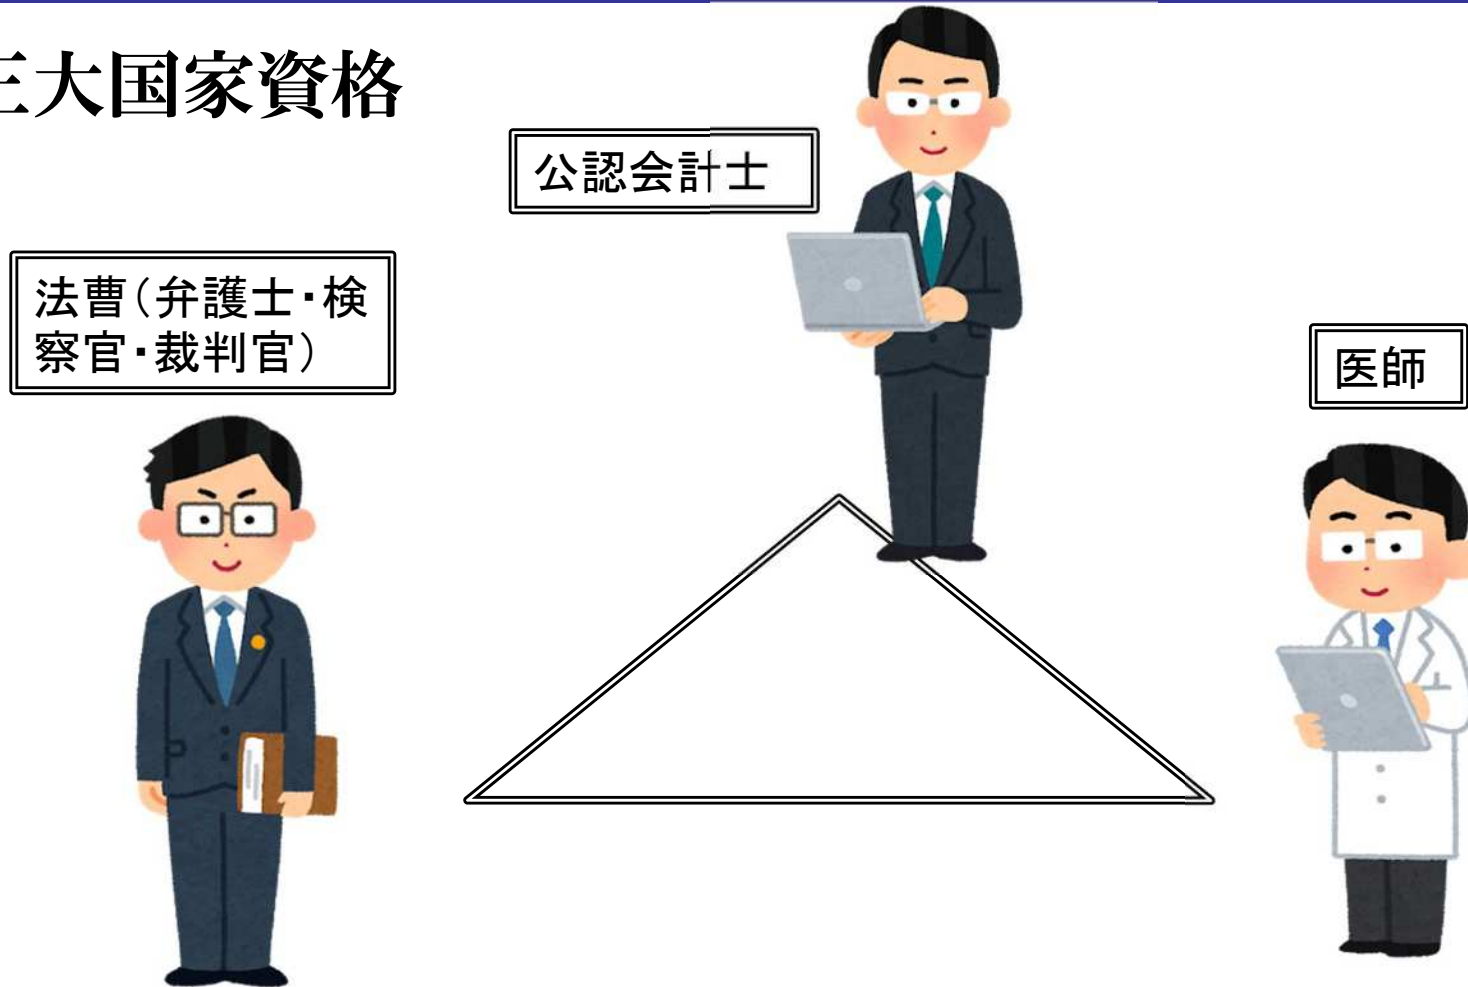 三大国家資格
公認会計士
法曹(弁護士・検
察官・裁判官)
医師